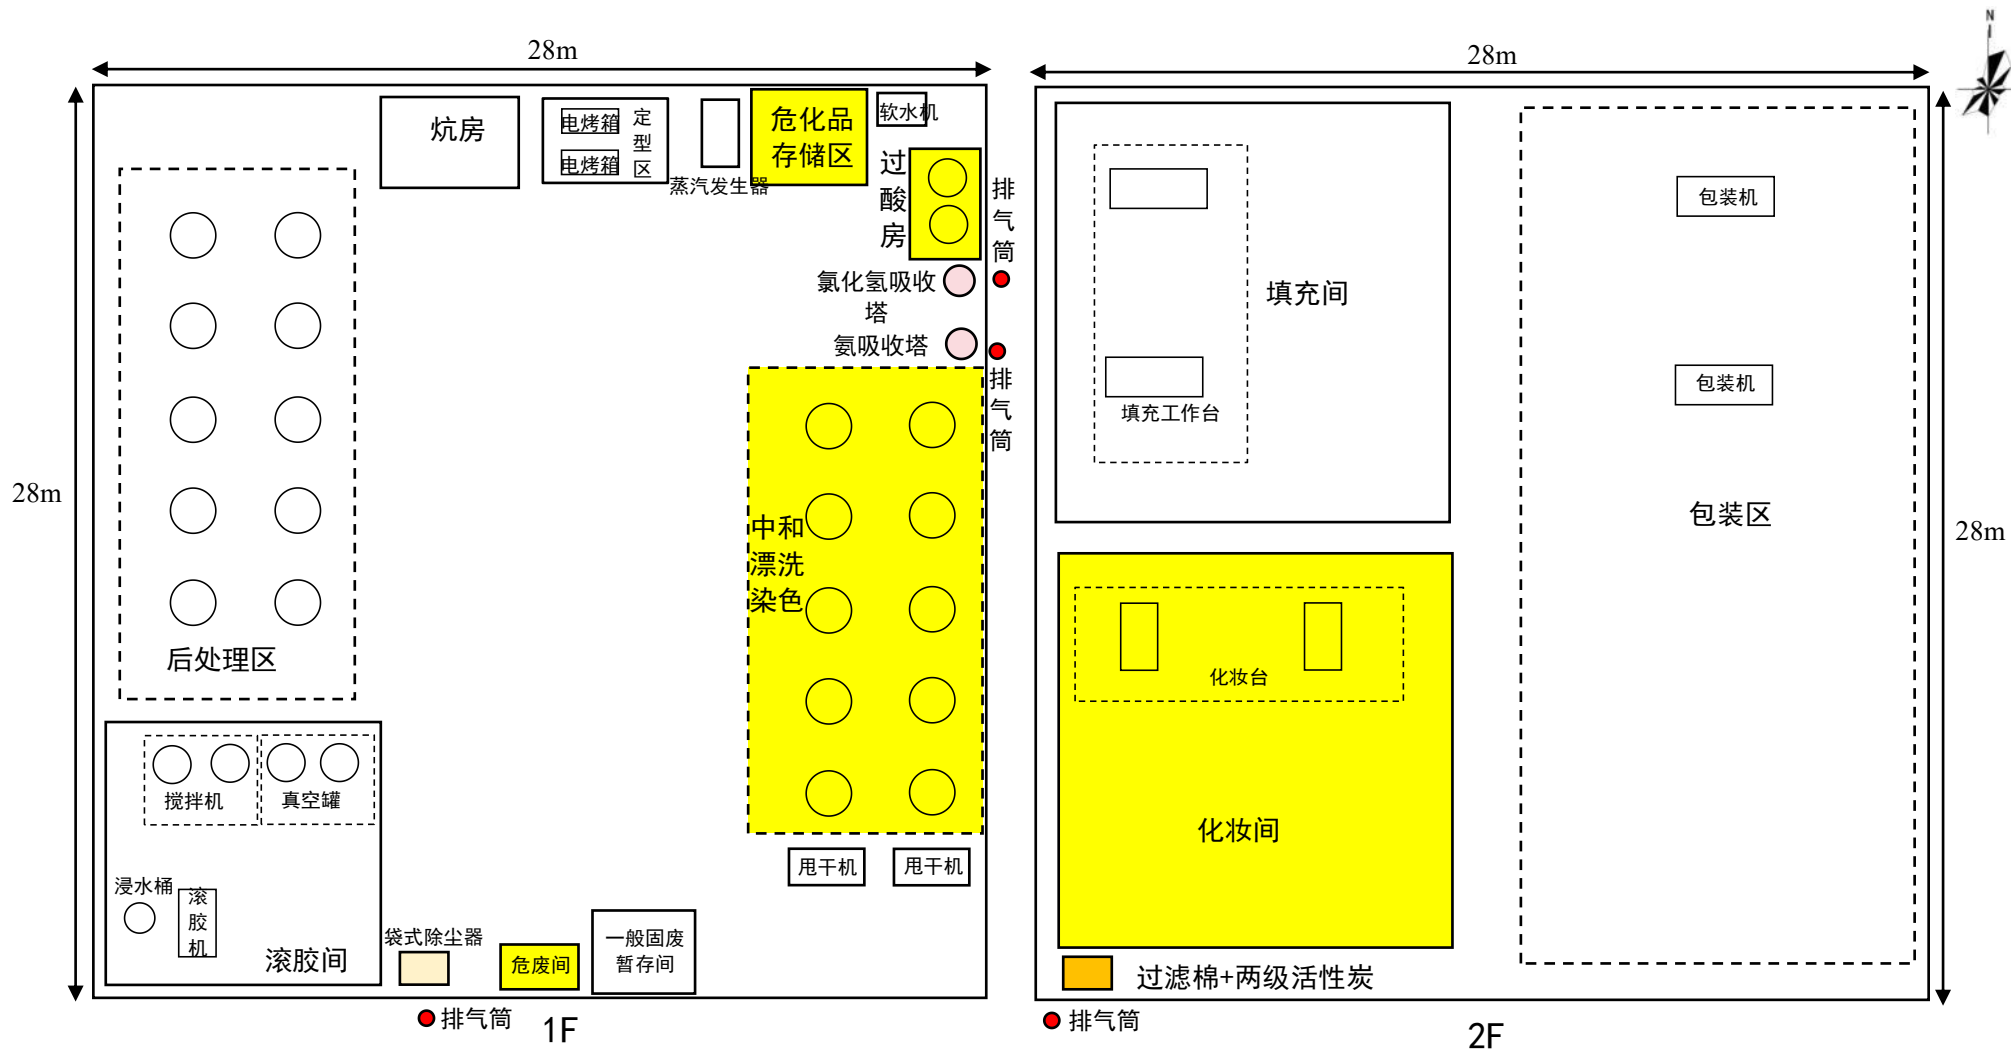 28m
28m
N
炕房
电烤箱
电烤箱
定
型
区
蒸汽发生器
危化品
存储区
软水机
过
酸
房
排
气
筒
氯化氢吸收
塔
氨吸收塔
排
气
筒
28m
中和
漂洗
染色
后处理区
搅拌机
真空罐
浸水桶
滚
胶
机
滚胶间
袋式除尘器
危废间
一般固废
暂存间
甩干机
甩干机
排气筒
1F
填充间
填充工作台
包装机
包装机
包装区
28m
化妆台
化妆间
过滤棉+两级活性炭
排气筒
2F